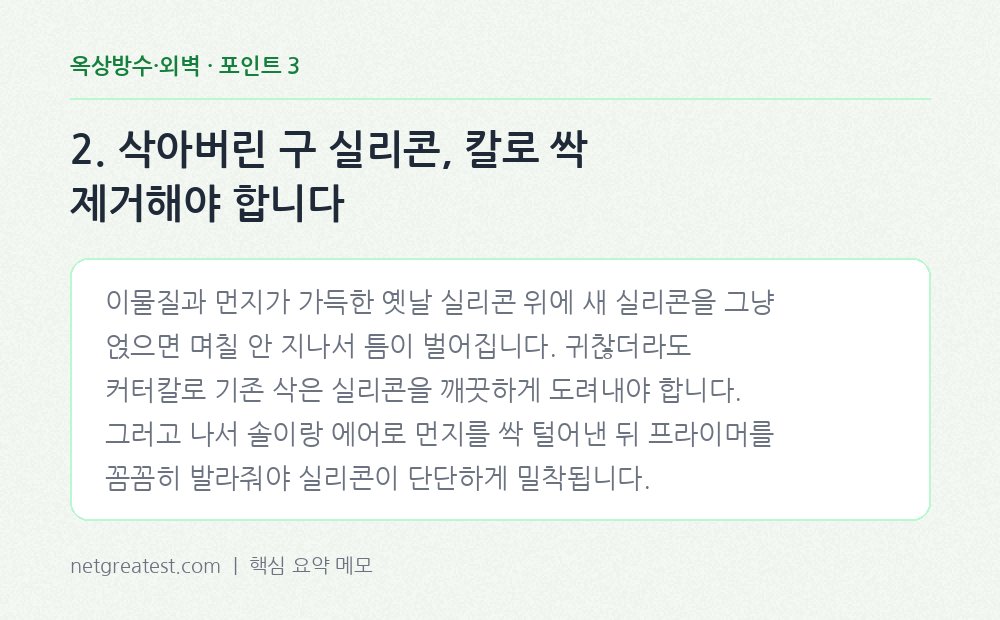 옥상방수·외벽 · 포인트 3
2. 삭아버린 구 실리콘, 칼로 싹
제거해야 합니다
이물질과 먼지가 가득한 옛날 실리콘 위에 새 실리콘을 그냥
얹으면 며칠 안 지나서 틈이 벌어집니다. 귀찮더라도
커터칼로 기존 삭은 실리콘을 깨끗하게 도려내야 합니다.
그러고 나서 솔이랑 에어로 먼지를 싹 털어낸 뒤 프라이머를
꼼꼼히 발라줘야 실리콘이 단단하게 밀착됩니다.
netgreatest.com | 핵심 요약 메모